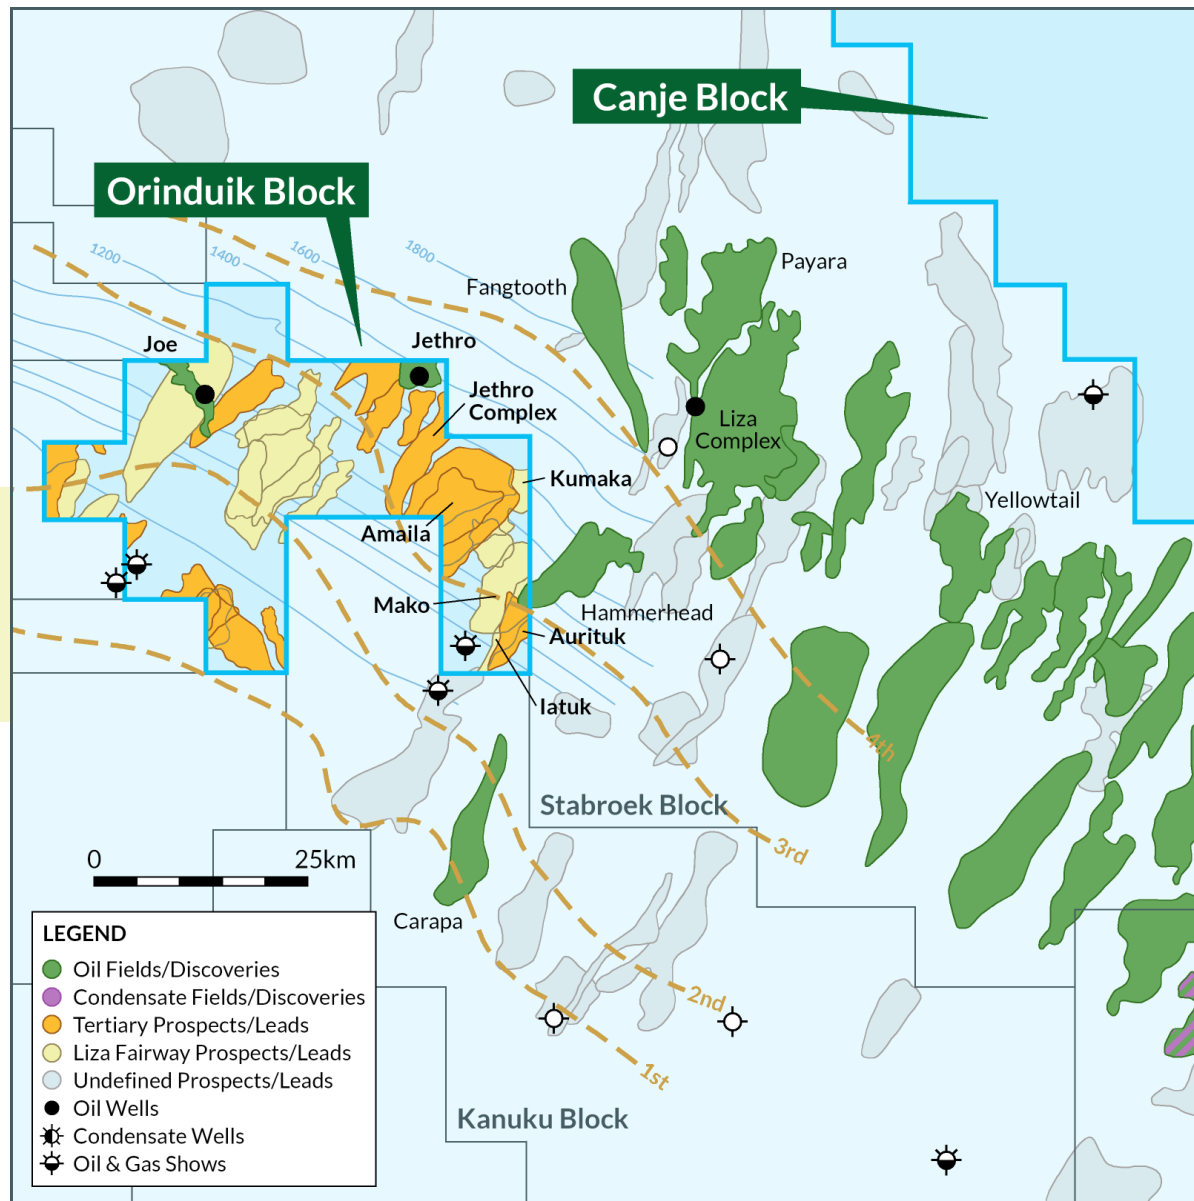 Canje Block
Orinduik Block
1200
1400
1600
1800
Fangtooth
Payara
Joe
Jethro
Jethro
Complex
Liza
Complex
Kumaka
Yellowtail
Amaila
Mako
Hammerhead
Aurituk
Iatuk
4th
Stabroek Block
3rd
0
25km
Carapa
2nd
1st
Kanuku Block
LEGEND
Oil Fields/Discoveries
Condensate Fields/Discoveries
Tertiary Prospects/Leads
Liza Fairway Prospects/Leads
Undefined Prospects/Leads
Oil Wells
Condensate Wells
Oil & Gas Shows